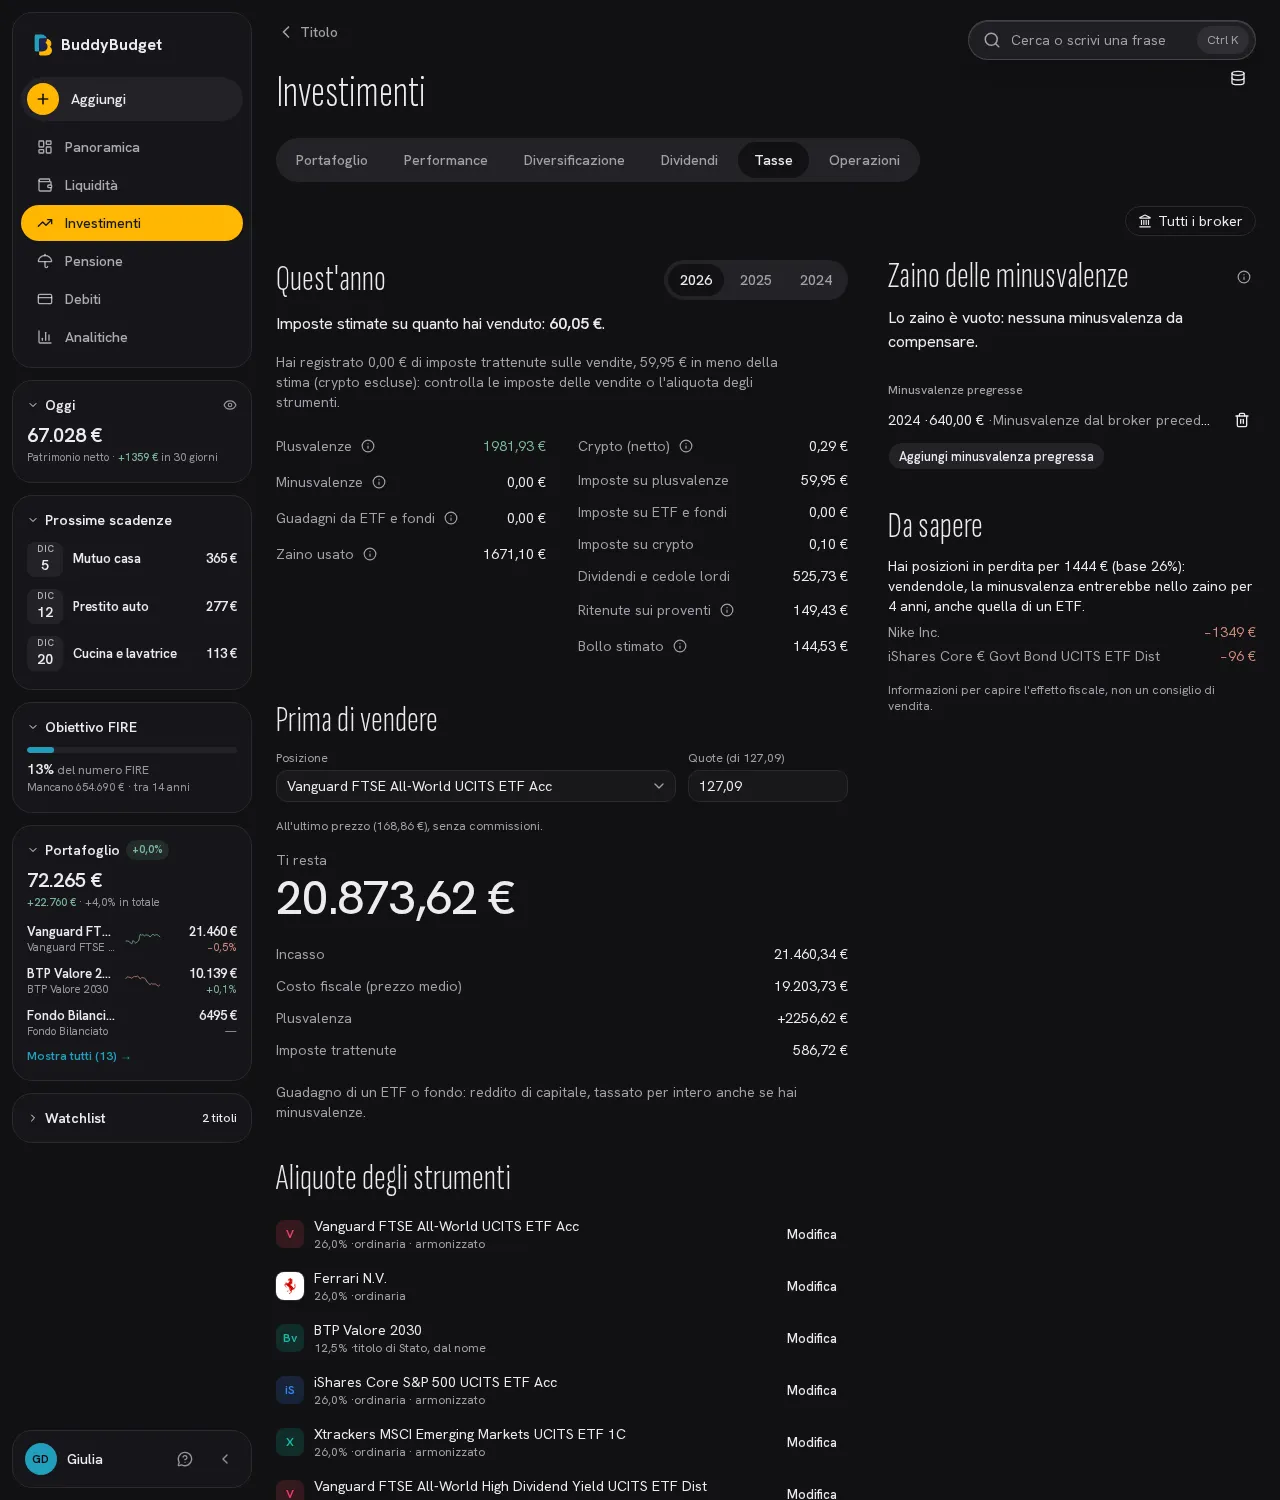 BuddyBudget
Aggiungi
Panoramica
Liquidità
Investimenti
Pensione
Debiti
Analitiche
Oggi
67.028 €
Patrimonio netto · +1359 € in 30 giorni
Prossime scadenze
DIC
5
Mutuo casa
365 €
DIC
12
Prestito auto
277 €
DIC
20
Cucina e lavatrice
113 €
Obiettivo FIRE
13% del numero FIRE
Mancano 654.690 € · tra 14 anni
Portafoglio
+0,0%
72.265 €
+22.760 € · +4,0% in totale
Vanguard FT...
21.460 €
Vanguard FTSE ...
-0,5%
BTP Valore 2...
10.139 €
BTP Valore 2030
+0,1%
Fondo Bilanci...
6495 €
Fondo Bilanciato
—
Mostra tutti (13) →
Watchlist
2 titoli
GD
Giulia
Titolo
Cerca o scrivi una frase
Ctrl K
Investimenti
Portafoglio
Performance
Diversificazione
Dividendi
Tasse
Operazioni
Tutti i broker
Quest'anno
2026
2025
2024
Imposte stimate su quanto hai venduto: 60,05 €.
Hai registrato 0,00 € di imposte trattenute sulle vendite, 59,95 € in meno della
stima (crypto escluse): controlla le imposte delle vendite o l'aliquota degli
strumenti.
Plusvalenze
1981,93 €
Minusvalenze
0,00 €
Guadagni da ETF e fondi
0,00 €
Zaino usato
1671,10 €
Crypto (netto)
0,29 €
Imposte su plusvalenze
59,95 €
Imposte su ETF e fondi
0,00 €
Imposte su crypto
0,10 €
Dividendi e cedole lordi
525,73 €
Ritenute sui proventi
149,43 €
Bollo stimato
144,53 €
Prima di vendere
Posizione
Quote (di 127,09)
Vanguard FTSE All-World UCITS ETF Acc
127,09
All'ultimo prezzo (168,86 €), senza commissioni.
Ti resta
20.873,62 €
Incasso
21.460,34 €
Costo fiscale (prezzo medio)
19.203,73 €
Plusvalenza
+2256,62 €
Imposte trattenute
586,72 €
Guadagno di un ETF o fondo: reddito di capitale, tassato per intero anche se hai
minusvalenze.
Aliquote degli strumenti
V
Vanguard FTSE All-World UCITS ETF Acc
26,0% · ordinaria · armonizzato
Modifica
Ferrari N.V.
26,0% · ordinaria
Modifica
Bv
BTP Valore 2030
12,5% · titolo di Stato, dal nome
Modifica
iS
iShares Core S&P 500 UCITS ETF Acc
26,0% · ordinaria · armonizzato
Modifica
X
Xtrackers MSCI Emerging Markets UCITS ETF 1C
26,0% · ordinaria · armonizzato
Modifica
V
Vanguard FTSE All-World High Dividend Yield UCITS ETF Dist
Modifica
Zaino delle minusvalenze
Lo zaino è vuoto: nessuna minusvalenza da
compensare.
Minusvalenze pregresse
2024 · 640,00 € · Minusvalenze dal broker preced...
Aggiungi minusvalenza pregressa
Da sapere
Hai posizioni in perdita per 1444 € (base 26%):
vendendole, la minusvalenza entrerebbe nello zaino per
4 anni, anche quella di un ETF.
Nike Inc.
-1349 €
iShares Core € Govt Bond UCITS ETF Dist
-96 €
Informazioni per capire l'effetto fiscale, non un consiglio di
vendita.